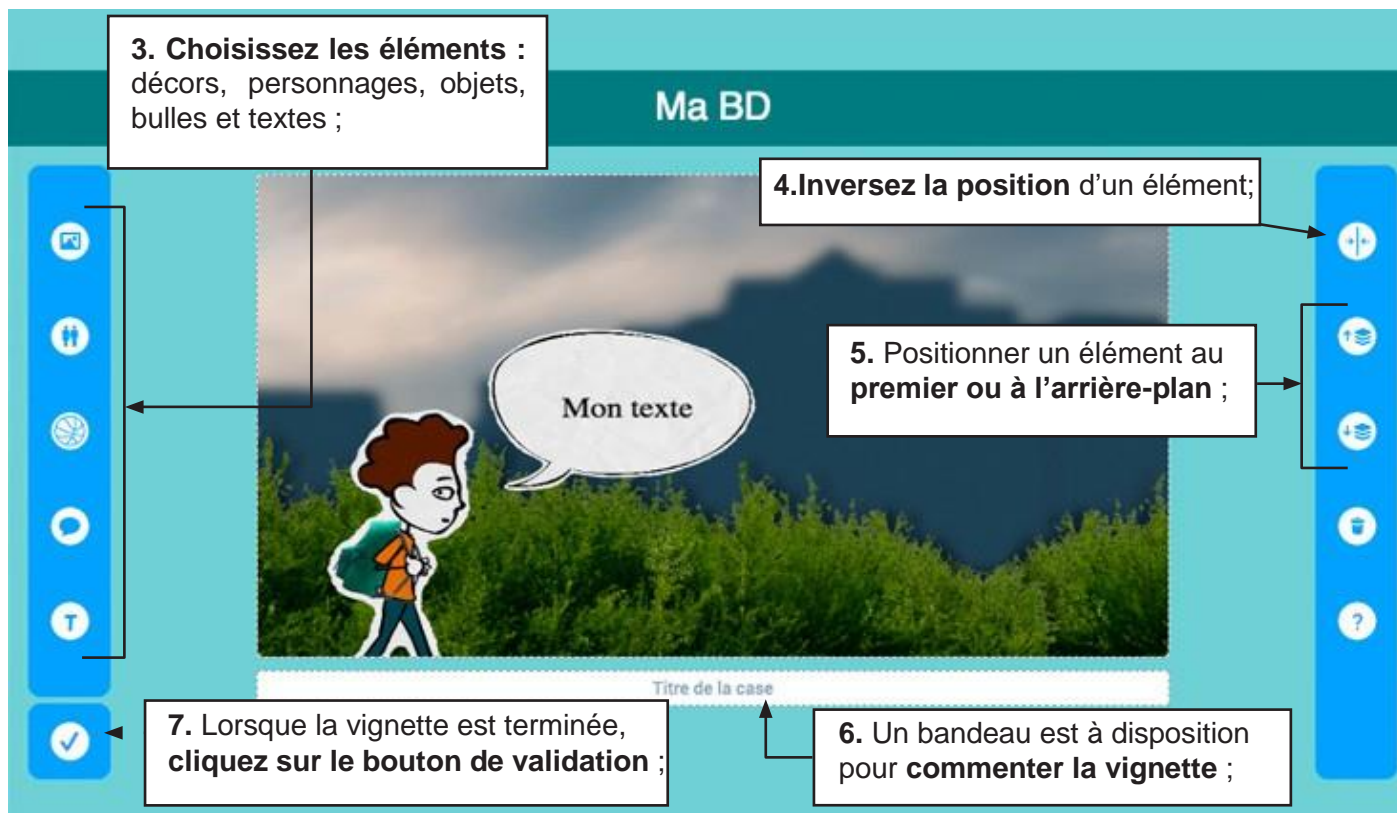 3. Choisissez les éléments :
décors, personnages, objets,
bulles et textes ;
Ma BD
4.Inversez la position d'un élément;
5. Positionner un élément au
premier ou à l'arrière-plan ;
Mon texte
T
?
Titre de la case
7. Lorsque la vignette est terminée,
cliquez sur le bouton de validation ;
6. Un bandeau est à disposition
pour commenter la vignette ;